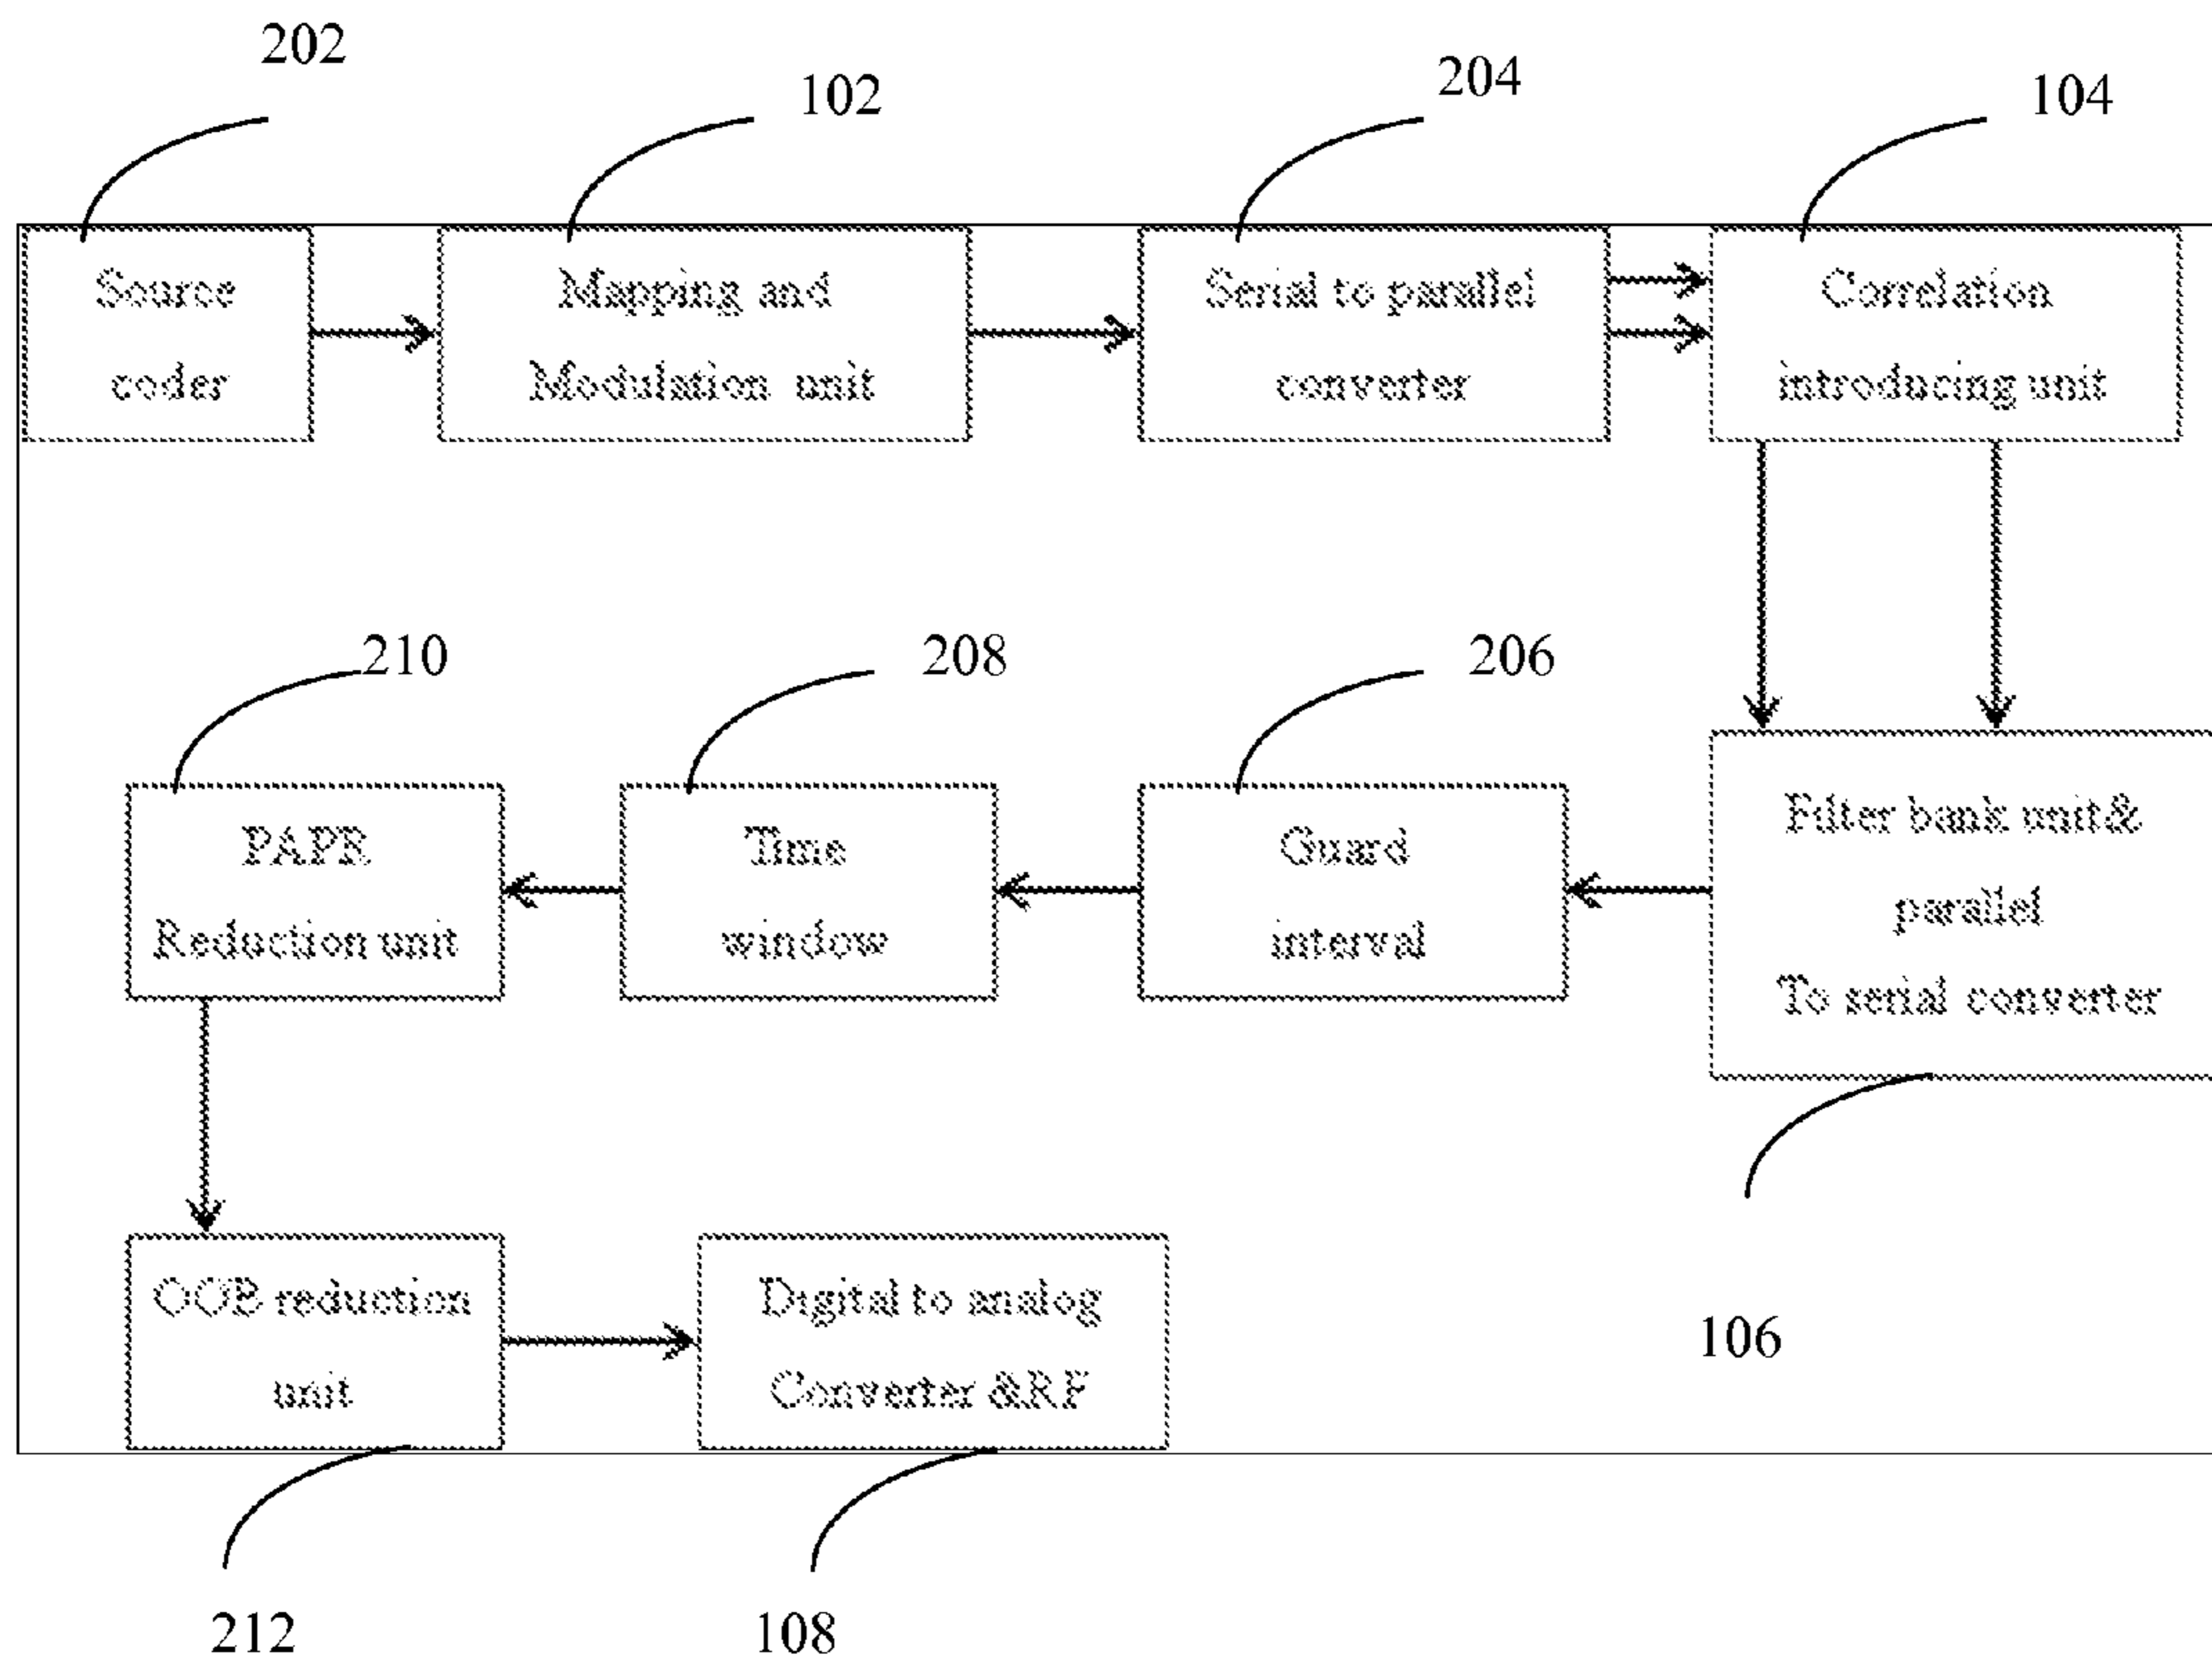 202
102
204
104
Source
coder
Mapping and
Modulation unit
Serial to parallel
converter
Correlation
introducing unit
210
208
206
PAPR
Reduction unit
Time
window
Guard
interval
Filter bank unit&
parallel
To serial converter
OOB reduction
unit
Digital to analog
Converter &RF
106
212
108